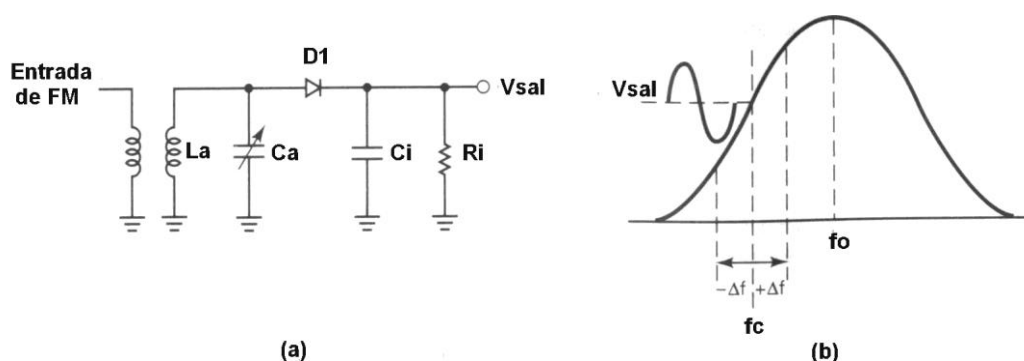 D1
Entrada
de FM
Vsal
La
Ca
Ci
Ri
(a)
Vsal
fo
−Δf +Δf
fc
(b)